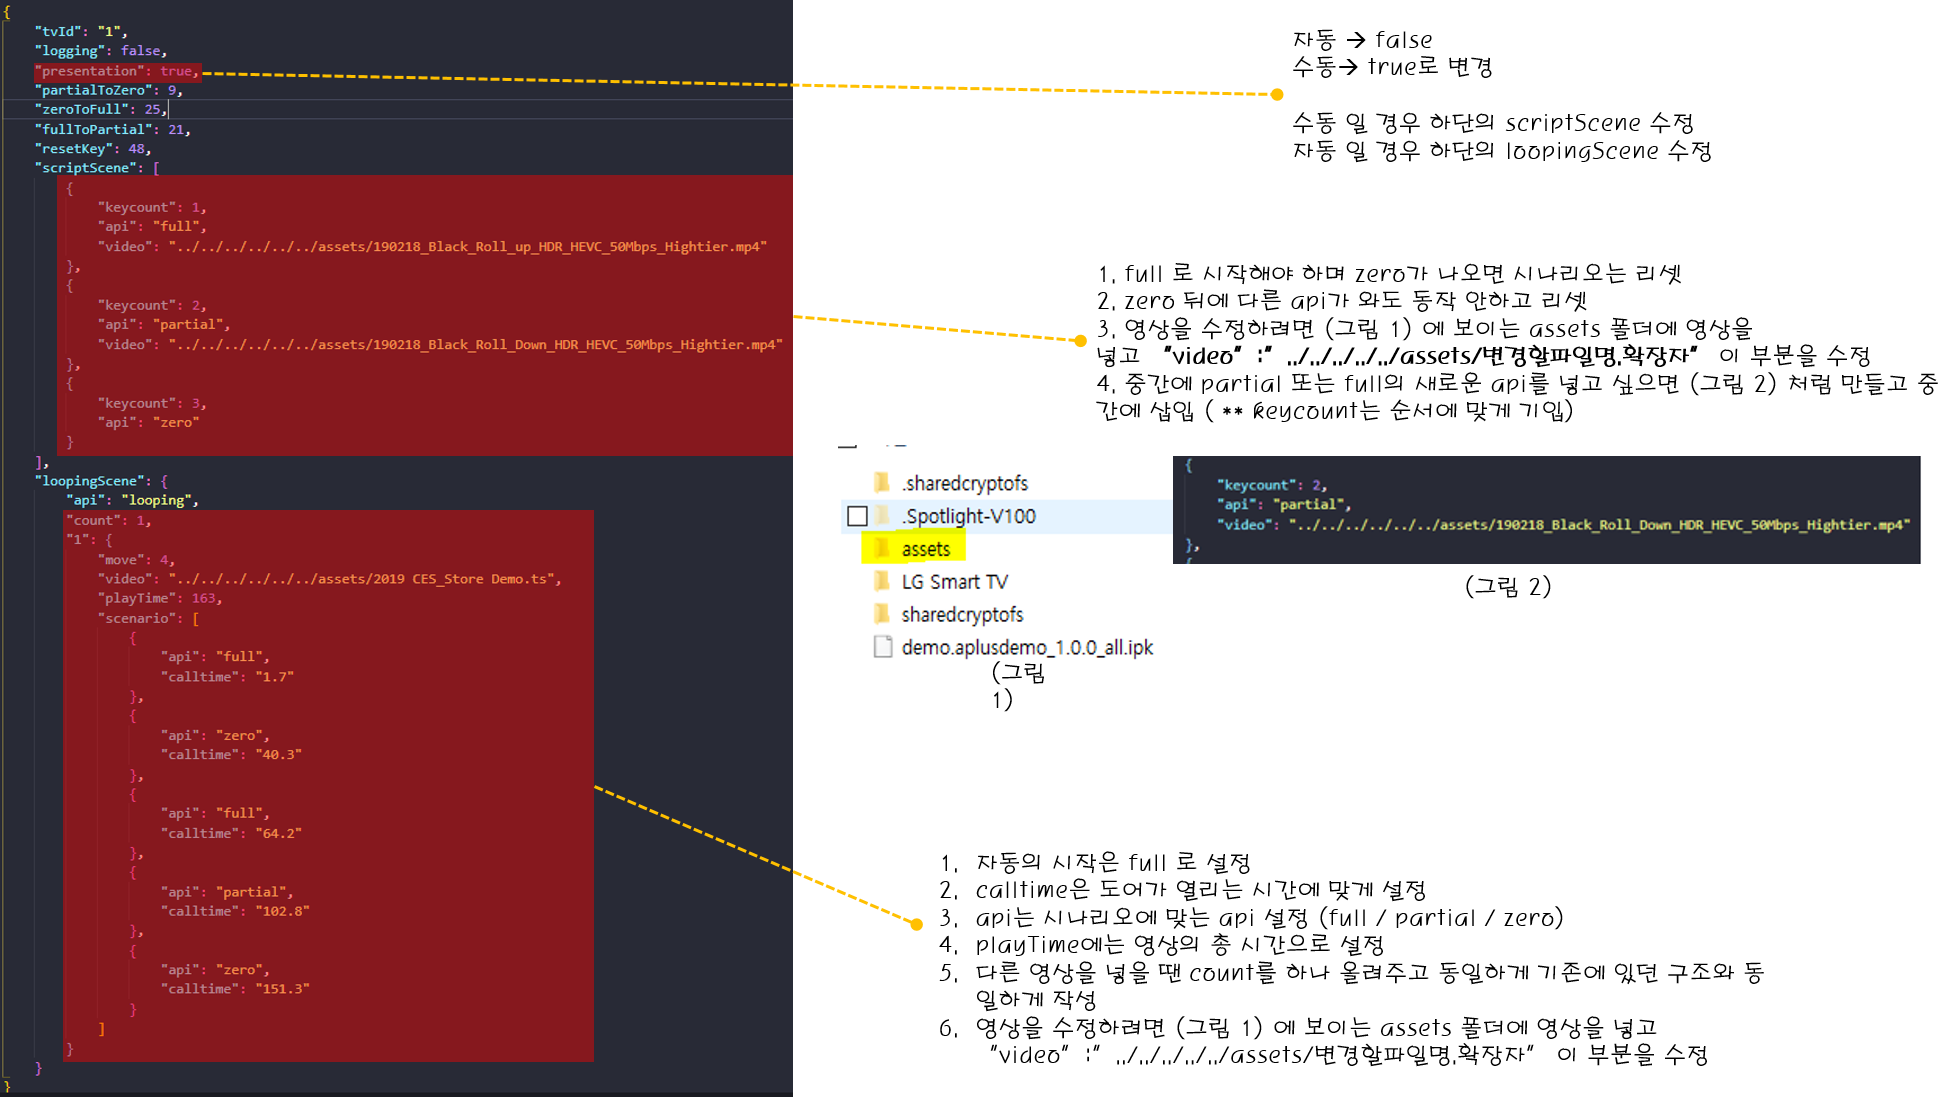 {
"tvId": "1",
"logging": false,
"presentation": true,
"partialToZero": 9,
"zeroToFull": 25,
"fullToPartial": 21,
"resetKey": 48,
"scriptScene": [
{
"keycount": 1,
"api": "full",
"video": "../../../../../../assets/190218_Black_Roll_up_HDR_HEVC_50Mbps_Hightier.mp4"
},
{
"keycount": 2,
"api": "partial",
"video": "../../../../../../assets/190218_Black_Roll_Down_HDR_HEVC_50Mbps_Hightier.mp4"
},
{
"keycount": 3,
"api": "zero"
}
],
"loopingScene": {
"api": "looping",
"count": 1,
"1": {
"move": 4,
"video": "../../../../../../assets/2019 CES_Store Demo.ts",
"playTime": 163,
"scenario": [
{
"api": "full",
"calltime": "1.7"
},
{
"api": "zero",
"calltime": "40.3"
},
{
"api": "full",
"calltime": "64.2"
},
{
"api": "partial",
"calltime": "102.8"
},
{
"api": "zero",
"calltime": "151.3"
}
]
}
}
}
자동 → false
수동→ true로 변경
수동 일 경우 하단의 scriptScene 수정
자동 일 경우 하단의 loopingScene 수정
1. full 로 시작해야 하며 zero가 나오면 시나리오는 리셋
2. zero 뒤에 다른 api가 와도 동작 안하고 리셋
3. 영상을 수정하려면 (그림 1) 에 보이는 assets 폴더에 영상을
넣고 "video" :" ../../../../../assets/변경할파일명.확장자" 이 부분을 수정
4. 중간에 partial 또는 full의 새로운 api를 넣고 싶으면 (그림 2) 처럼 만들고 중
간에 삽입 ( ** keycount는 순서에 맞게 기입)
.sharedcryptofs
.Spotlight-V100
assets
LG Smart TV
sharedcryptofs
demo.aplusdemo_1.0.0_all.ipk
(그림
1)
{
"keycount": 2,
"api": "partial",
"video": "../../../../../../assets/190218_Black_Roll_Down_HDR_HEVC_50Mbps_Hightier.mp4"
},
(그림 2)
1. 자동의 시작은 full 로 설정
2. calltime은 도어가 열리는 시간에 맞게 설정
3. api는 시나리오에 맞는 api 설정 (full / partial / zero)
4. playTime에는 영상의 총 시간으로 설정
5. 다른 영상을 넣을 땐 count를 하나 올려주고 동일하게 기존에 있던 구조와 동
일하게 작성
6. 영상을 수정하려면 (그림 1) 에 보이는 assets 폴더에 영상을 넣고
"video" :" ../../../../../assets/변경할파일명.확장자" 이 부분을 수정